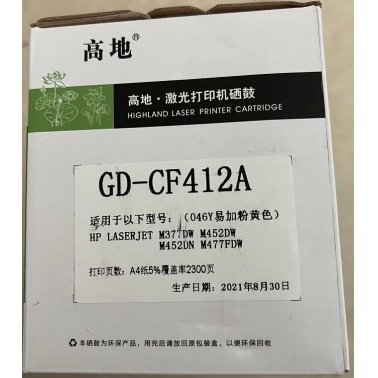 高地®
高地·激光打印机硒鼓
HIGHLAND LASER PRINTER CARTRIDGE
GD-CF412A
适用于以下型号：（046Y易加粉黄色）
HP LASERJET M377DW M452DW
M452DN M477FDW
打印页数：A4纸5%覆盖率2300页
生产日期：2021年8月30日
本硒鼓为环保产品，用完后请放回原包装盒，以便环保回收